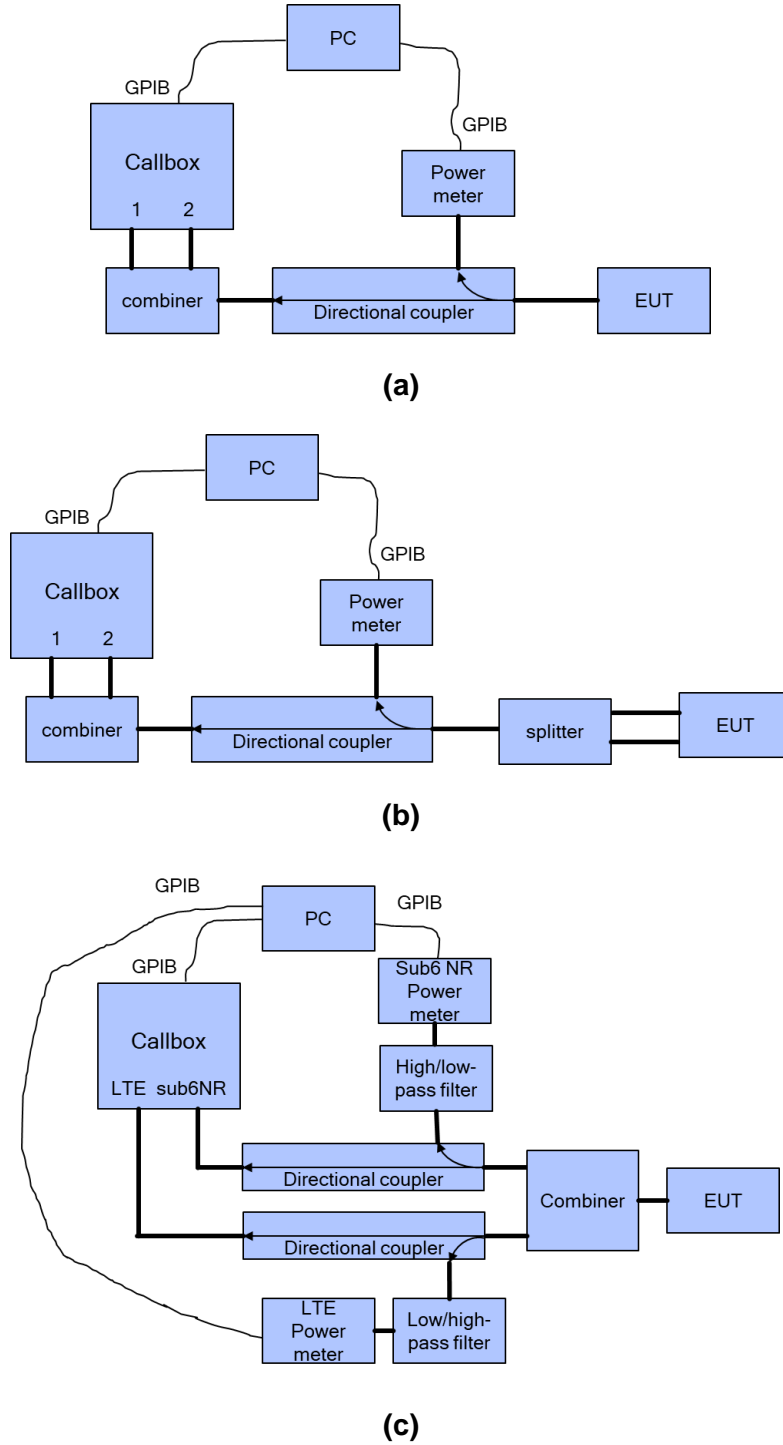 PC
GPIB
GPIB
Callbox
1 2
Power
meter
combiner
Directional coupler
EUT
(a)
PC
GPIB
GPIB
Callbox
1 2
Power
meter
combiner
Directional coupler
splitter
EUT
(b)
GPIB
PC
GPIB
GPIB
Sub6 NR
Power
meter
Callbox
LTE sub6NR
High/low-
pass filter
Directional coupler
Combiner
EUT
Directional coupler
LTE
Power
meter
Low/high-
pass filter
(c)